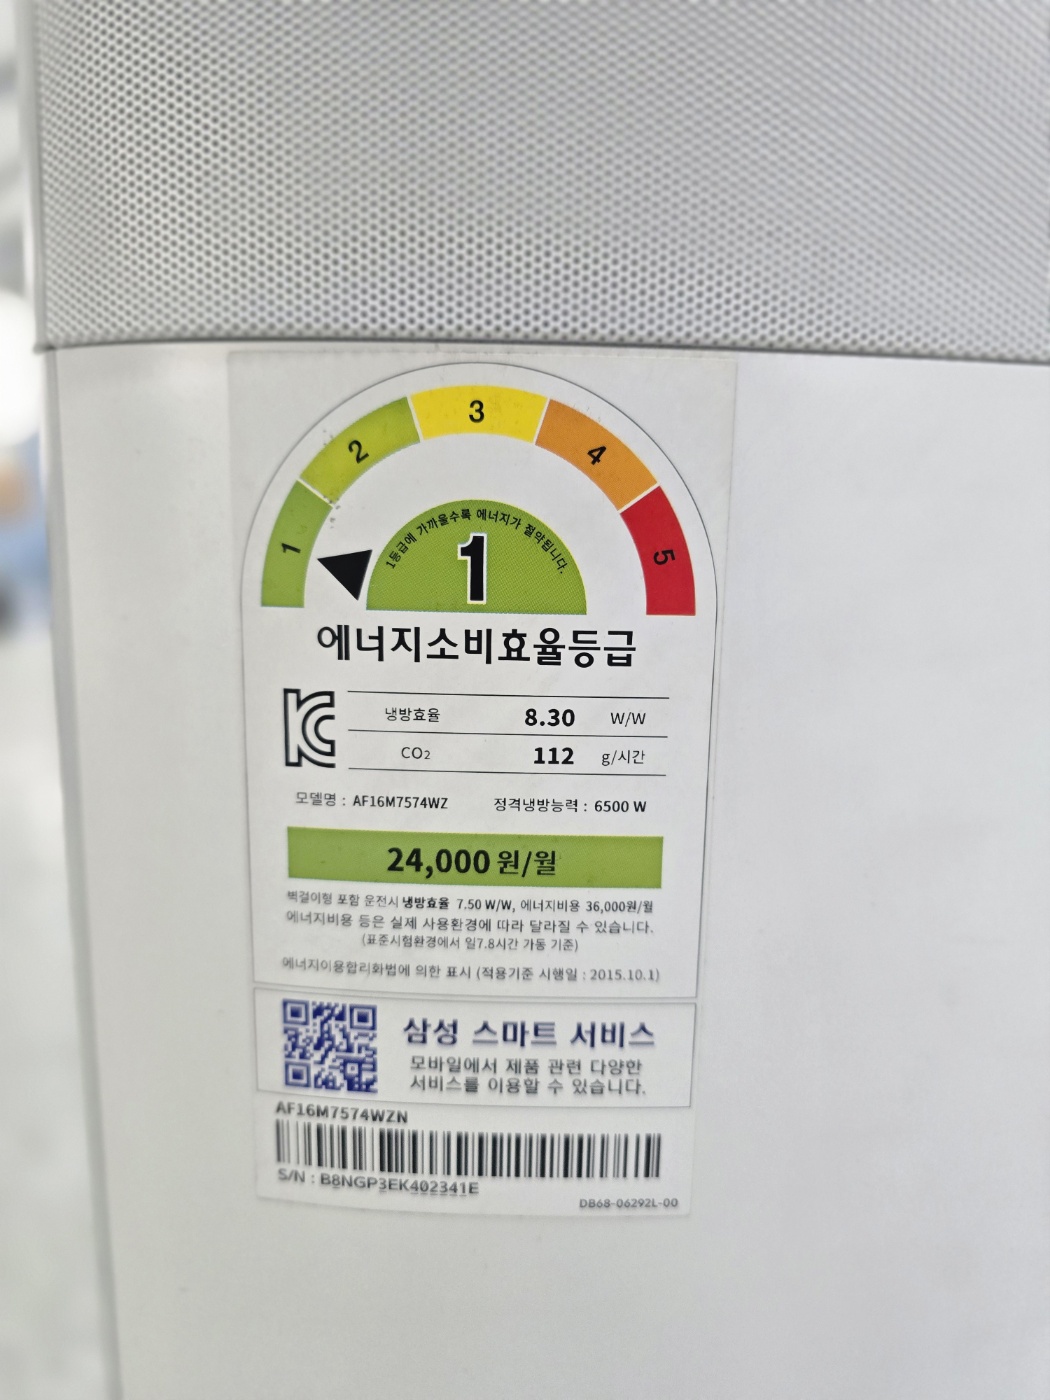 1
2
3
4
5
1등급에 가까울수록 에너지가 절약됩니다.
1
에너지소비효율등급
냉방효율 8.30 W/W
CO₂ 112 g/시간
모델명 : AF16M7574WZ 정격냉방능력 : 6500 W
24,000 원/월
벽걸이형 포함 운전시 냉방효율 7.50 W/W, 에너지비용 36,000원/월
에너지비용 등은 실제 사용환경에 따라 달라질 수 있습니다.
(표준시험환경에서 일7.8시간 가동 기준)
에너지이용합리화법에 의한 표시 (적용기준 시행일 : 2015.10.1)
삼성 스마트 서비스
모바일에서 제품 관련 다양한
서비스를 이용할 수 있습니다.
AF16M7574WZN
S/N : B8NGP3EK402341E
DB68-06292L-00